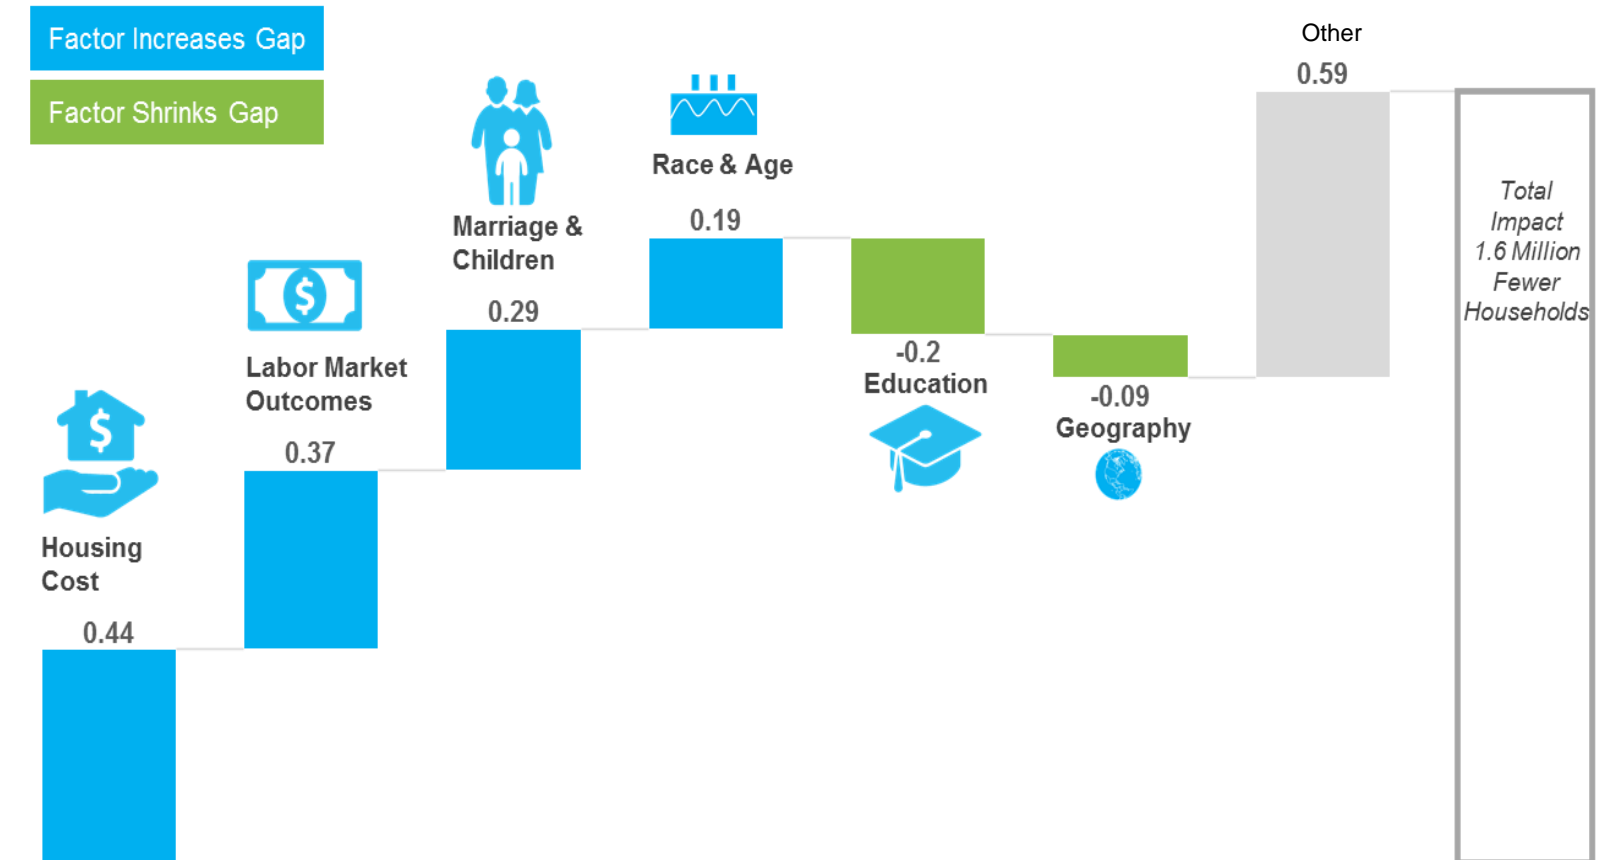 Factor Increases Gap
Factor Shrinks Gap
Housing
Cost
0.44
Labor Market
Outcomes
0.37
Marriage &
Children
0.29
Race & Age
0.19
-0.2
Education
-0.09
Geography
Other
0.59
Total
Impact
1.6 Million
Fewer
Households